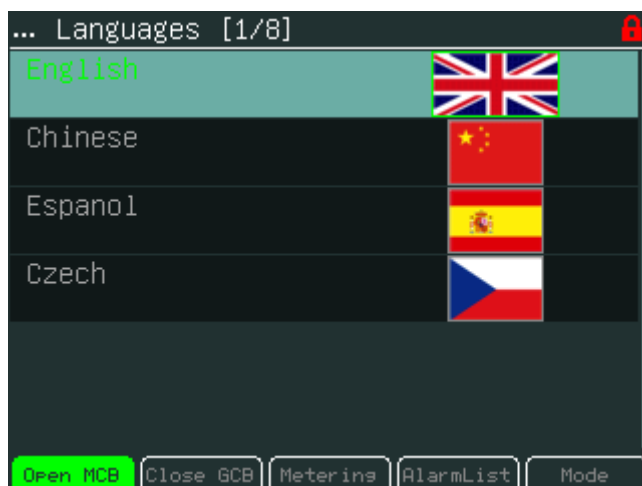 ... Languages [1/8]
English
Chinese
Espanol
Czech
Open MCB Close GCB Metering AlarmList Mode